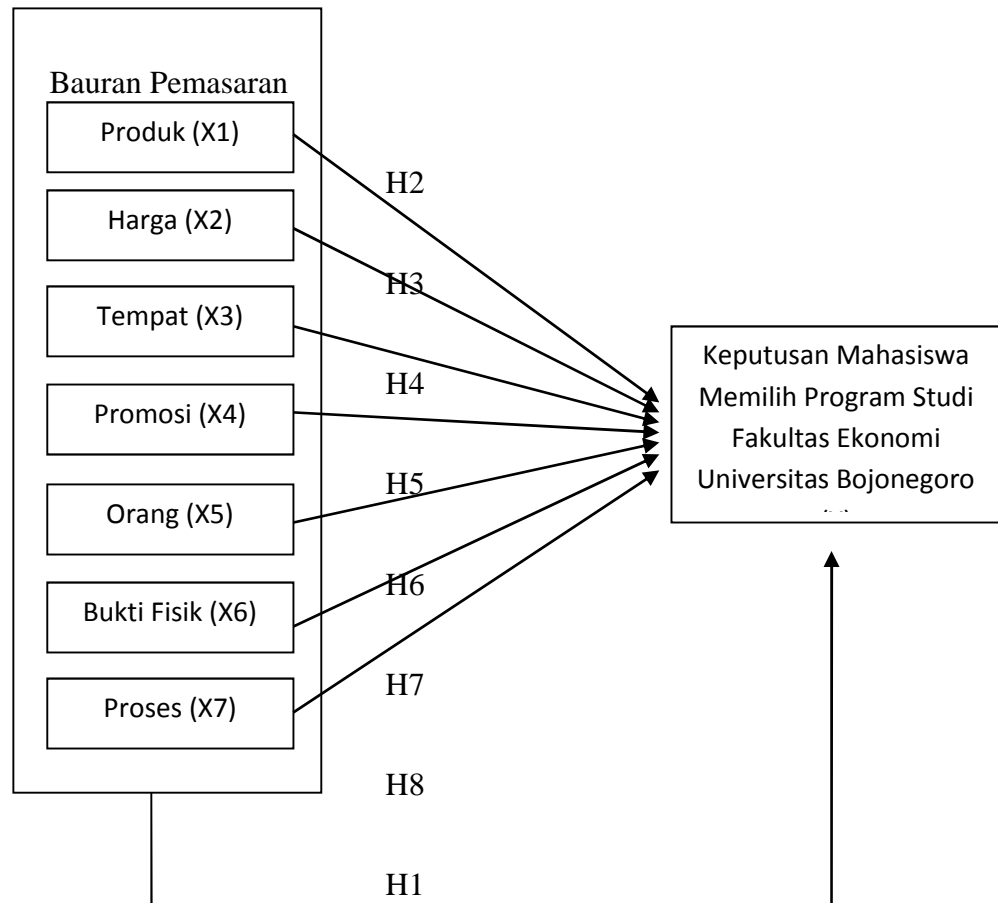 Bauran Pemasaran
Produk (X1)
Harga (X2)
Tempat (X3)
Promosi (X4)
Orang (X5)
Bukti Fisik (X6)
Proses (X7)
H2
H3
H4
H5
H6
H7
H8
H1
Keputusan Mahasiswa
Memilih Program Studi
Fakultas Ekonomi
Universitas Bojonegoro